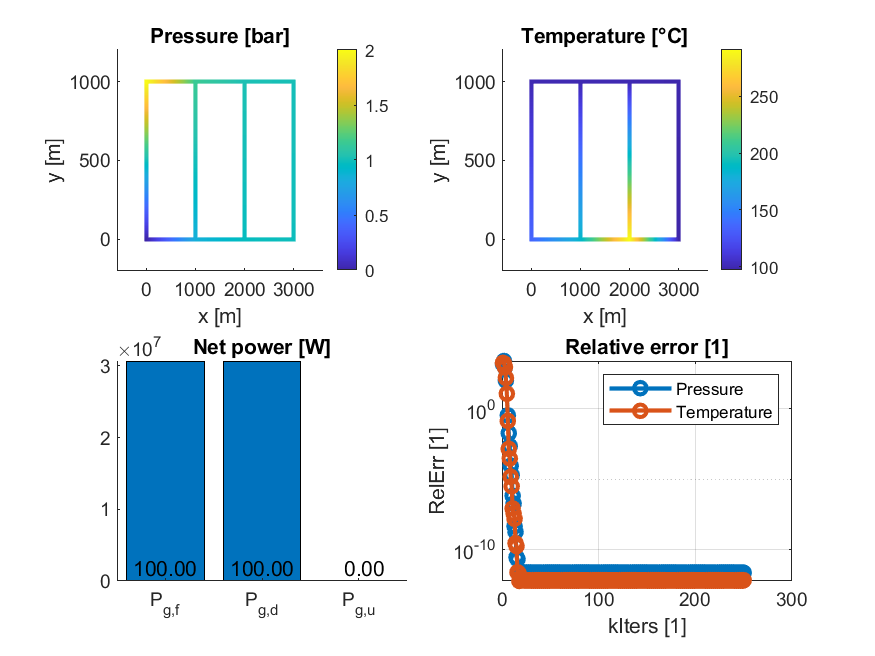 Pressure [bar]
y [m]
1000
500
0
0 1000 2000 3000
x [m]
2
1.5
1
0.5
0
Temperature [°C]
y [m]
1000
500
0
0 1000 2000 3000
x [m]
250
200
150
100
Net power [W]
×10^7
3
2
1
0
100.00 100.00 0.00
P_g,f P_g,d P_g,u
Relative error [1]
RelErr [1]
10^0
10^-10
Pressure
Temperature
0 100 200 300
kIters [1]